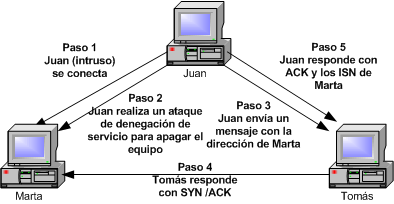 Paso 1
Juan (intruso)
se conecta
Juan
Paso 5
Juan responde con
ACK y los ISN de
Marta
Paso 2
Juan realiza un ataque
de denegación de
servicio para apagar el
equipo
Paso 3
Juan envía un
mensaje con la
dirección de Marta
Paso 4
Tomás responde
con SYN /ACK
Marta
Tomás